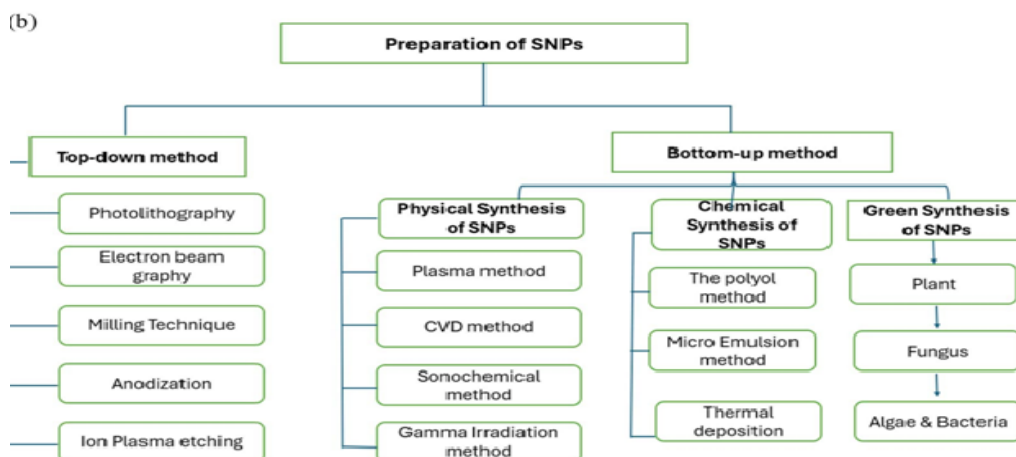 (b)
Preparation of SNPs
Top-down method
Photolithography
Electron beam
graphy
Milling Technique
Anodization
Ion Plasma etching
Bottom-up method
Physical Synthesis
of SNPs
Plasma method
CVD method
Sonochemical
method
Gamma Irradiation
method
Chemical
Synthesis of
SNPs
The polyol
method
Micro Emulsion
method
Thermal
deposition
Green Synthesis
of SNPs
Plant
Fungus
Algae & Bacteria